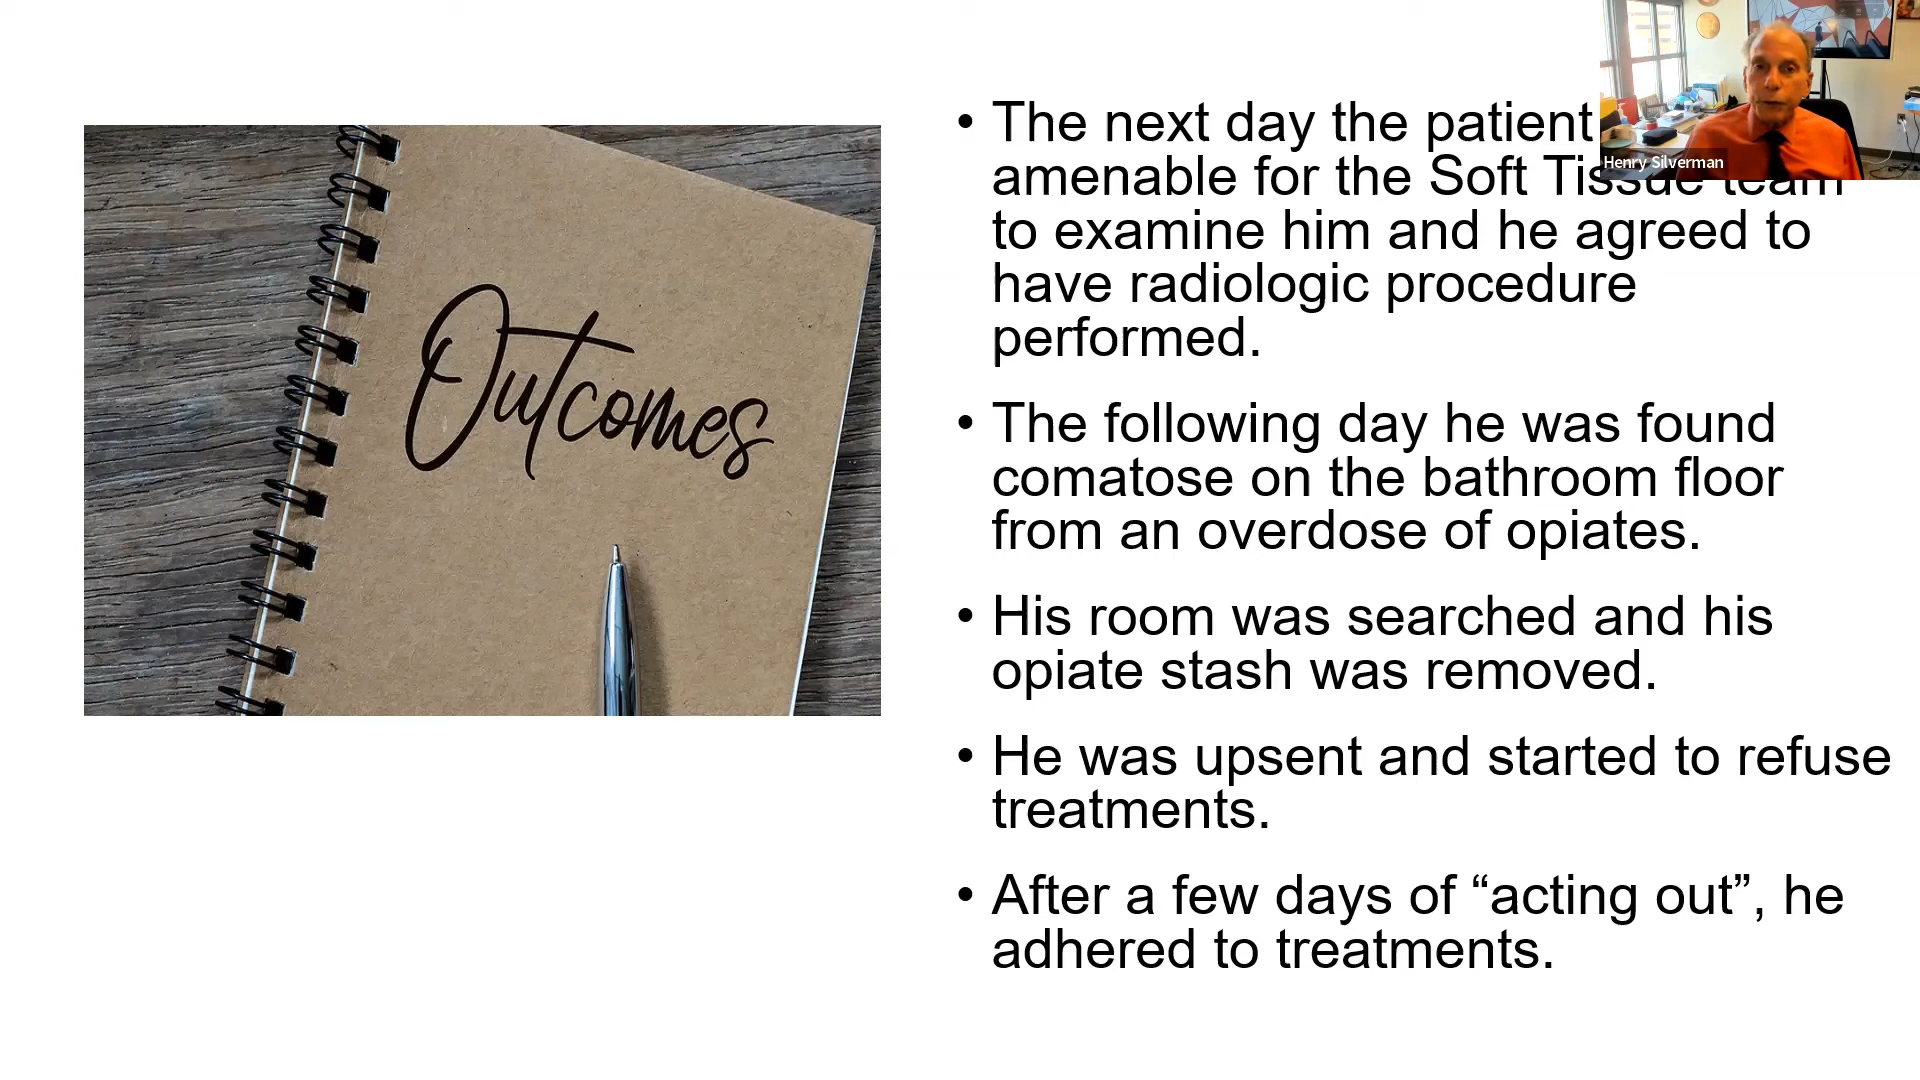 Outcomes
• The next day the patient
amenable for the Soft Tissue team
to examine him and he agreed to
have radiologic procedure
performed.
• The following day he was found
comatose on the bathroom floor
from an overdose of opiates.
• His room was searched and his
opiate stash was removed.
• He was upsent and started to refuse
treatments.
• After a few days of “acting out”, he
adhered to treatments.
Henry Silverman